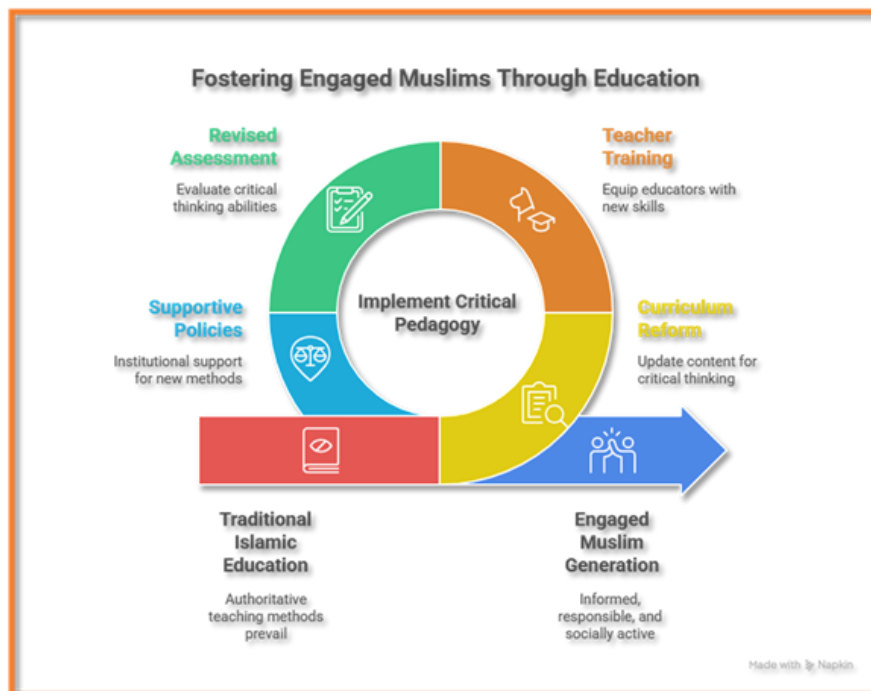 Fostering Engaged Muslims Through Education
Revised
Assessment
Evaluate critical
thinking abilities
Teacher
Training
Equip educators with
new skills
Implement Critical
Pedagogy
Supportive
Policies
Institutional support
for new methods
Curriculum
Reform
Update content for
critical thinking
Traditional
Islamic
Education
Authoritative
teaching methods
prevail
Engaged
Muslim
Generation
Informed,
responsible, and
socially active
Made with Napkin